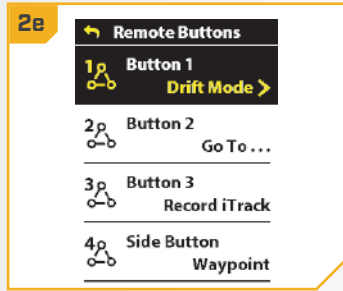 2e
Remote Buttons
1 Button 1
Drift Mode >
2 Button 2
Go To ...
3 Button 3
Record iTrack
4 Side Button
Waypoint